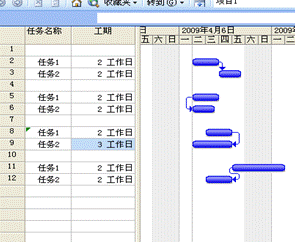 收藏夹 转到(G) 项目1
任务名称 工期 日 2009年4月6日 2009
五 六 日 一 二 三 四 五 六 日 一
1
2 任务1 2 工作日
3 任务2 2 工作日
4
5 任务1 2 工作日
6 任务2 2 工作日
7
8 任务1 2 工作日
9 任务2 3 工作日
10
11 任务1 2 工作日
12 任务2 2 工作日